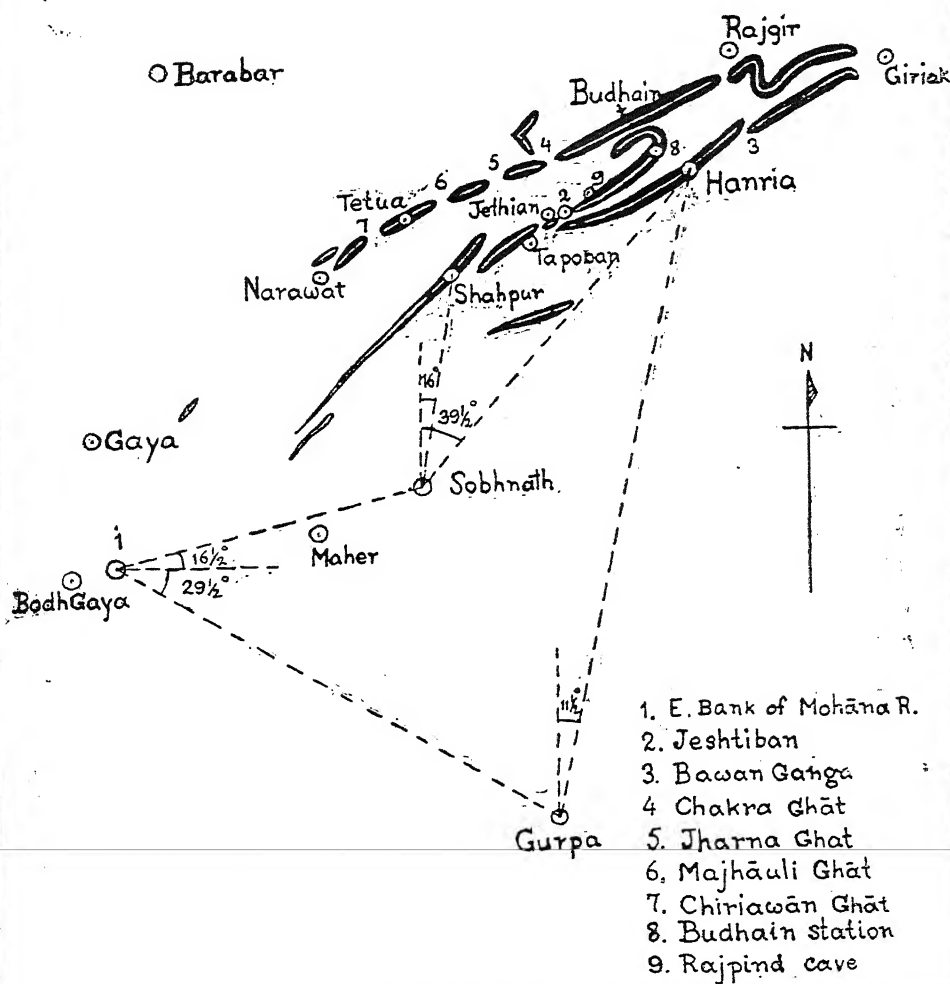 Rajgir
Barabar
Giriak
Budhain
3
4
8
5
9
6
Hanria
Tetua
Jethian
2
7
Tapoban
Narawat
Shahpur
N
16°
39½°
Gaya
Sobhnath
1
Maher
16½°
29½°
BodhGaya
11½°
1. E. Bank of Mohāna R.
2. Jeshtiban
3. Bawan Ganga
4 Chakra Ghāt
5. Jharna Ghat
Gurpa
6. Majhāuli Ghāt
7. Chiriawān Ghāt
8. Budhain station
9. Rajpind cave